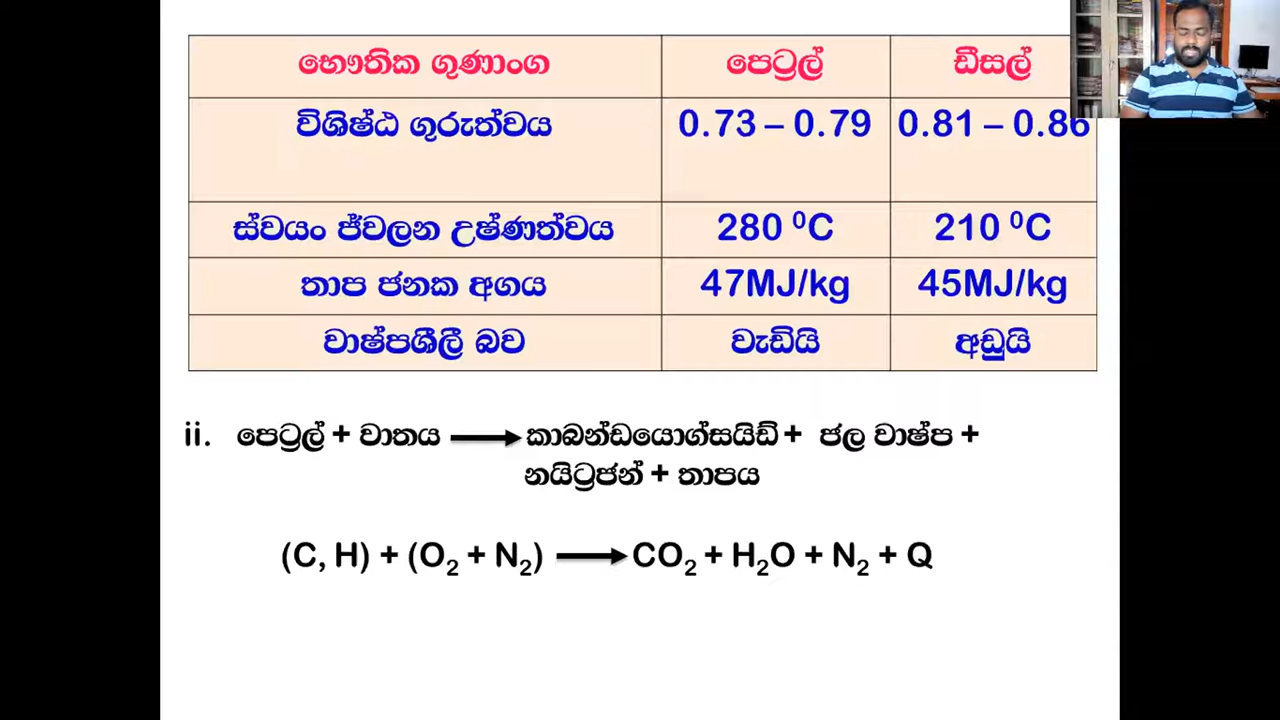 භෞතික ගුණාංග පෙට්‍රල් ඩීසල්
විශිෂ්ඨ ගුරුත්වය 0.73 – 0.79 0.81 – 0.86
ස්වයං ජ්වලන උෂ්ණත්වය 280 ⁰C 210 ⁰C
තාප ජනක අගය 47MJ/kg 45MJ/kg
වාෂ්පශීලී බව වැඩියි අඩුයි
ii. පෙට්‍රල් + වාතය ⟶ කාබන්ඩයොග්සයිඩ් + ජල වාෂ්ප +
නයිට්‍රජන් + තාපය
(C, H) + (O₂ + N₂) ⟶ CO₂ + H₂O + N₂ + Q